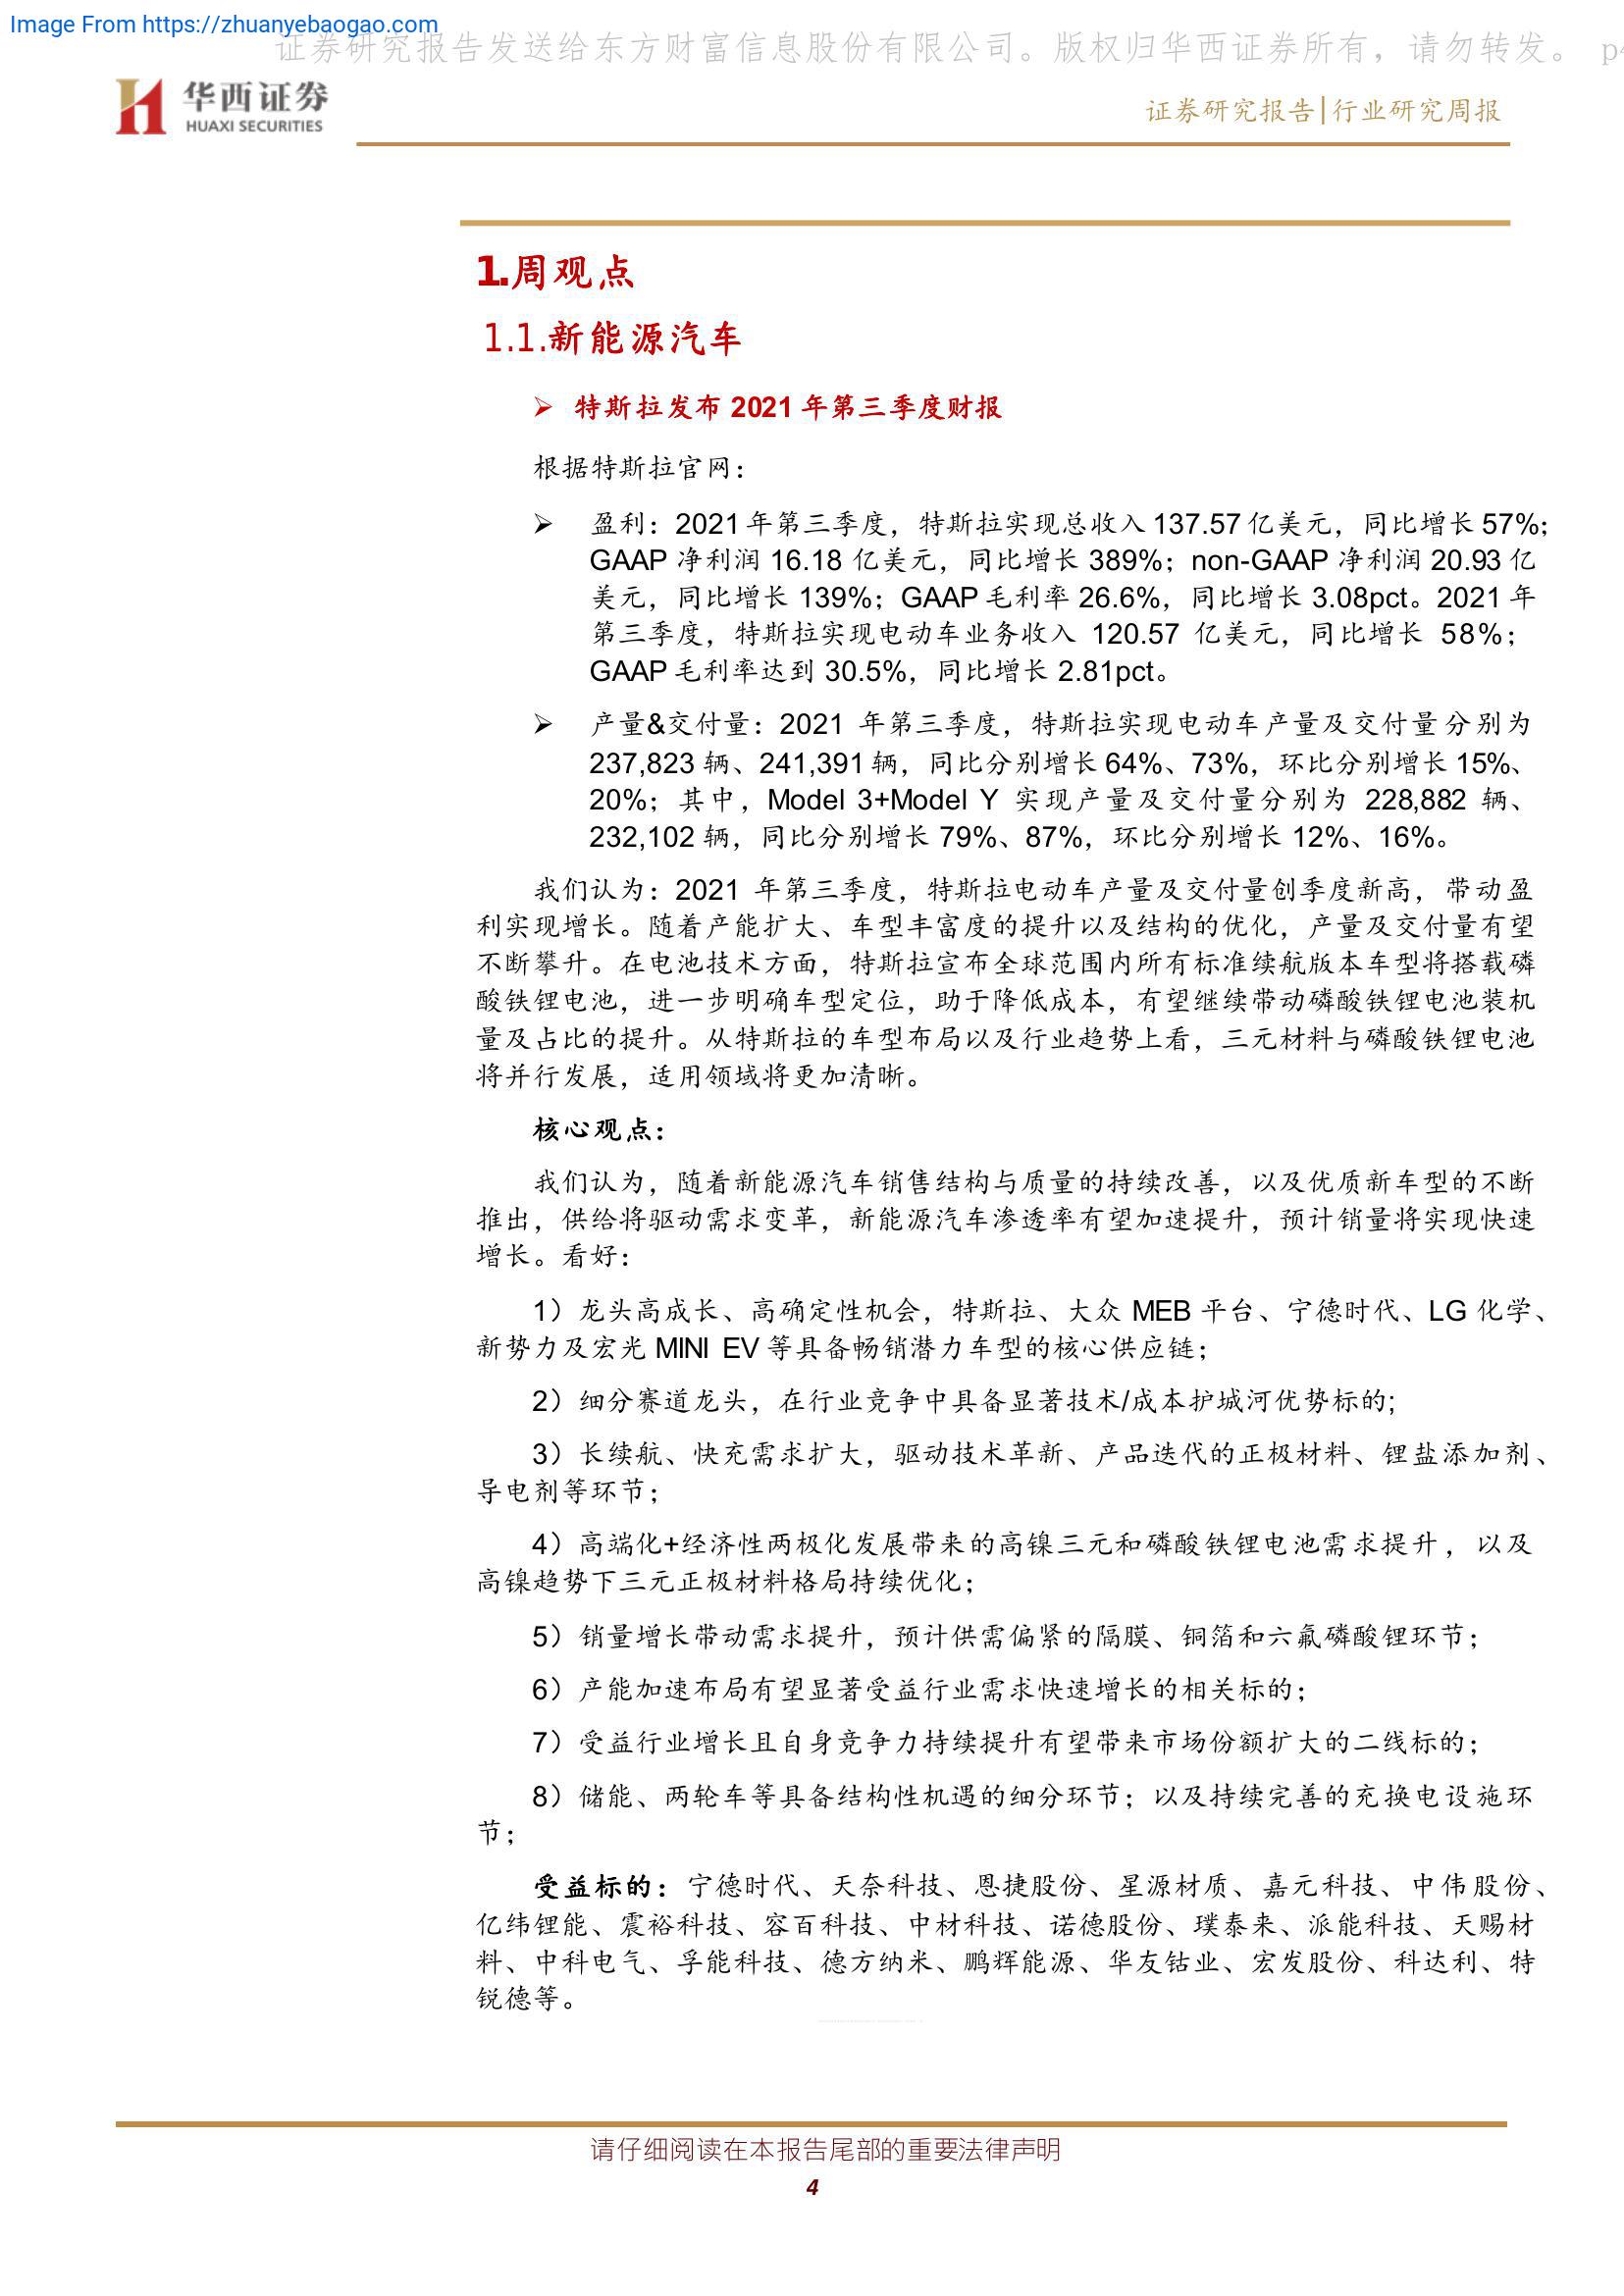 Image From https://zhuanyebaogao.com
证券研究报告发送给东方财富信息股份有限公司。版权归华西证券所有，请勿转发。 p4
华西证券
HUAXI SECURITIES
证券研究报告|行业研究周报
1.周观点
1.1.新能源汽车
➢ 特斯拉发布 2021 年第三季度财报
根据特斯拉官网：
➢ 盈利：2021 年第三季度，特斯拉实现总收入 137.57 亿美元，同比增长 57%；
GAAP 净利润 16.18 亿美元，同比增长 389%；non-GAAP 净利润 20.93 亿
美元，同比增长 139%；GAAP 毛利率 26.6%，同比增长 3.08pct。2021 年
第三季度，特斯拉实现电动车业务收入 120.57 亿美元，同比增长 58%；
GAAP 毛利率达到 30.5%，同比增长 2.81pct。
➢ 产量&交付量：2021 年第三季度，特斯拉实现电动车产量及交付量分别为
237,823 辆、241,391 辆，同比分别增长 64%、73%，环比分别增长 15%、
20%；其中，Model 3+Model Y 实现产量及交付量分别为 228,882 辆、
232,102 辆，同比分别增长 79%、87%，环比分别增长 12%、16%。
我们认为：2021 年第三季度，特斯拉电动车产量及交付量创季度新高，带动盈
利实现增长。随着产能扩大、车型丰富度的提升以及结构的优化，产量及交付量有望
不断攀升。在电池技术方面，特斯拉宣布全球范围内所有标准续航版本车型将搭载磷
酸铁锂电池，进一步明确车型定位，助于降低成本，有望继续带动磷酸铁锂电池装机
量及占比的提升。从特斯拉的车型布局以及行业趋势上看，三元材料与磷酸铁锂电池
将并行发展，适用领域将更加清晰。
核心观点：
我们认为，随着新能源汽车销售结构与质量的持续改善，以及优质新车型的不断
推出，供给将驱动需求变革，新能源汽车渗透率有望加速提升，预计销量将实现快速
增长。看好：
1）龙头高成长、高确定性机会，特斯拉、大众 MEB 平台、宁德时代、LG 化学、
新势力及宏光 MINI EV 等具备畅销潜力车型的核心供应链；
2）细分赛道龙头，在行业竞争中具备显著技术/成本护城河优势标的;
3）长续航、快充需求扩大，驱动技术革新、产品迭代的正极材料、锂盐添加剂、
导电剂等环节；
4）高端化+经济性两极化发展带来的高镍三元和磷酸铁锂电池需求提升，以及
高镍趋势下三元正极材料格局持续优化；
5）销量增长带动需求提升，预计供需偏紧的隔膜、铜箔和六氟磷酸锂环节；
6）产能加速布局有望显著受益行业需求快速增长的相关标的；
7）受益行业增长且自身竞争力持续提升有望带来市场份额扩大的二线标的；
8）储能、两轮车等具备结构性机遇的细分环节；以及持续完善的充换电设施环
节；
受益标的：宁德时代、天奈科技、恩捷股份、星源材质、嘉元科技、中伟股份、
亿纬锂能、震裕科技、容百科技、中材科技、诺德股份、璞泰来、派能科技、天赐材
料、中科电气、孚能科技、德方纳米、鹏辉能源、华友钴业、宏发股份、科达利、特
锐德等。
请仔细阅读在本报告尾部的重要法律声明
4